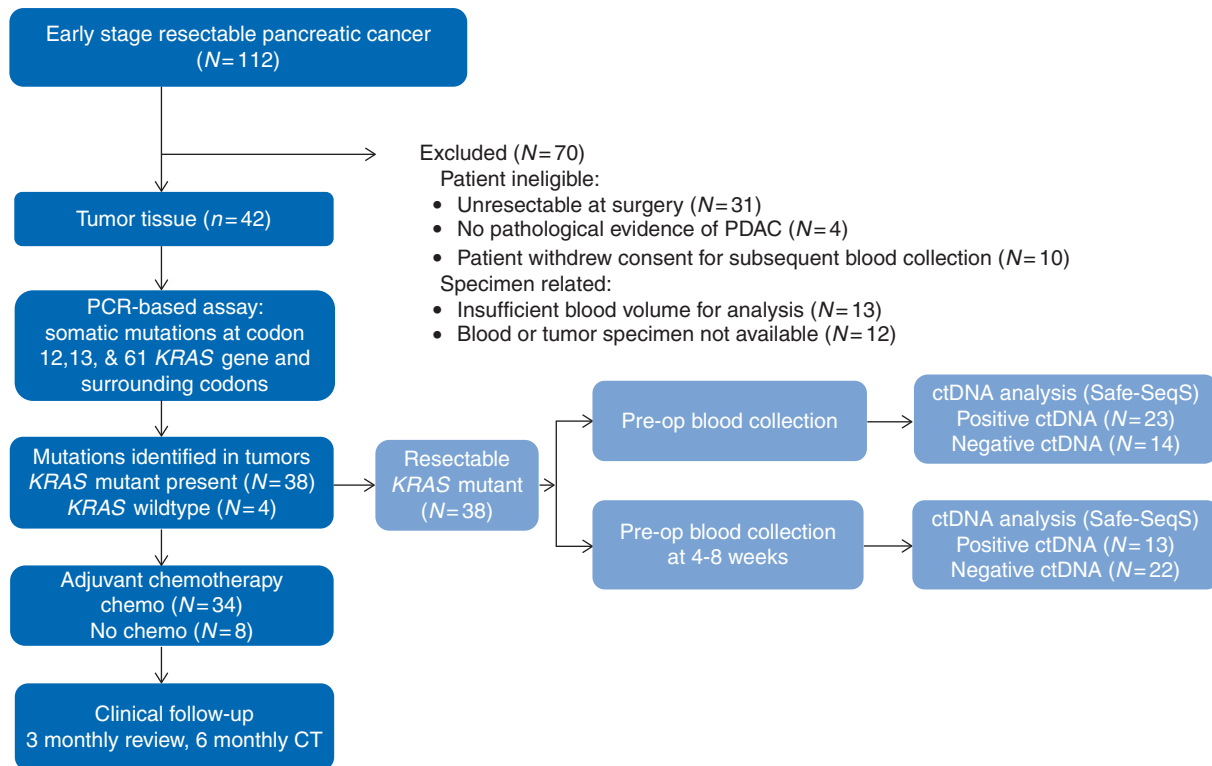 Early stage resectable pancreatic cancer
(N=112)
Excluded (N=70)
Patient ineligible:
• Unresectable at surgery (N=31)
• No pathological evidence of PDAC (N=4)
• Patient withdrew consent for subsequent blood collection (N=10)
Specimen related:
• Insufficient blood volume for analysis (N=13)
• Blood or tumor specimen not available (N=12)
Tumor tissue (n=42)
PCR-based assay:
somatic mutations at codon
12,13, & 61 KRAS gene and
surrounding codons
Mutations identified in tumors
KRAS mutant present (N=38)
KRAS wildtype (N=4)
Resectable
KRAS mutant
(N=38)
Pre-op blood collection
ctDNA analysis (Safe-SeqS)
Positive ctDNA (N=23)
Negative ctDNA (N=14)
Pre-op blood collection
at 4-8 weeks
ctDNA analysis (Safe-SeqS)
Positive ctDNA (N=13)
Negative ctDNA (N=22)
Adjuvant chemotherapy
chemo (N=34)
No chemo (N=8)
Clinical follow-up
3 monthly review, 6 monthly CT